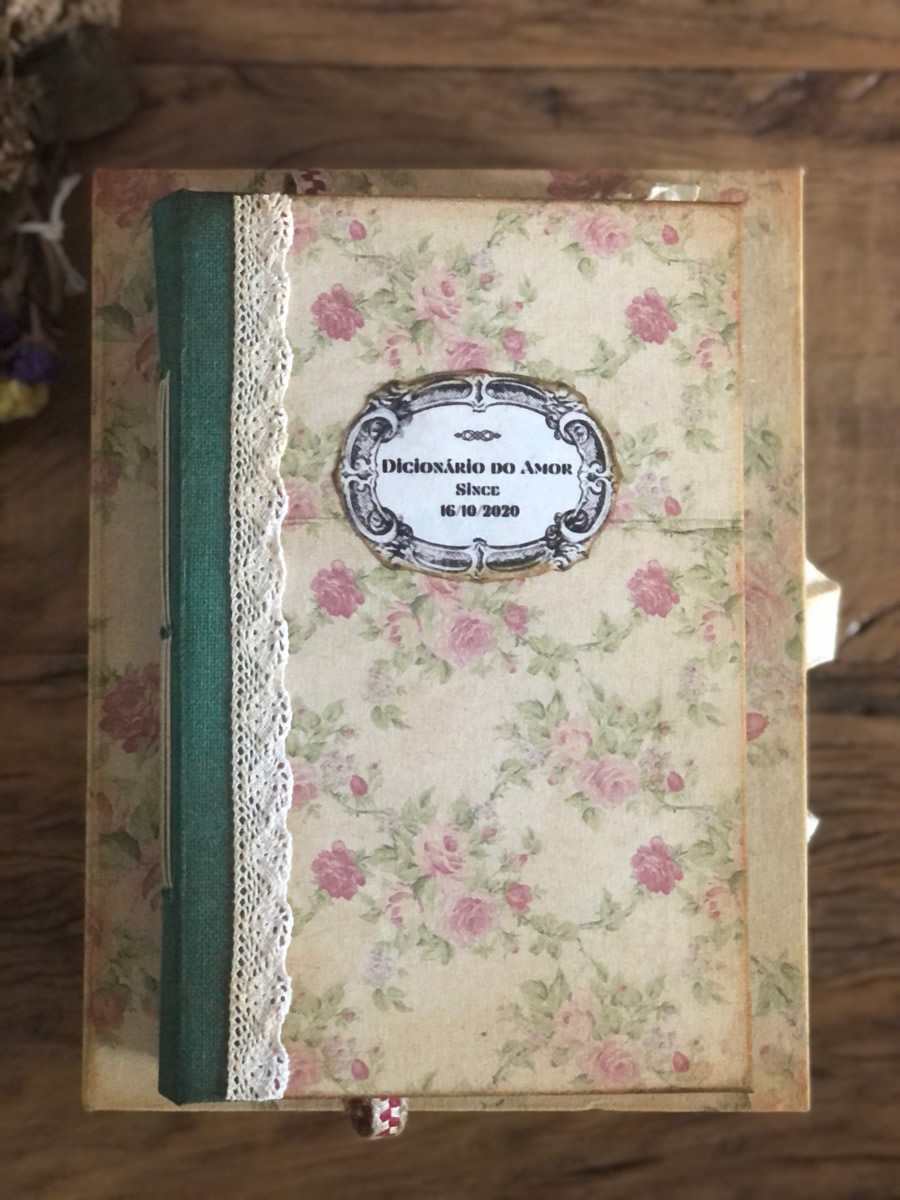 Dicionário do Amor
Since
16/10/2020